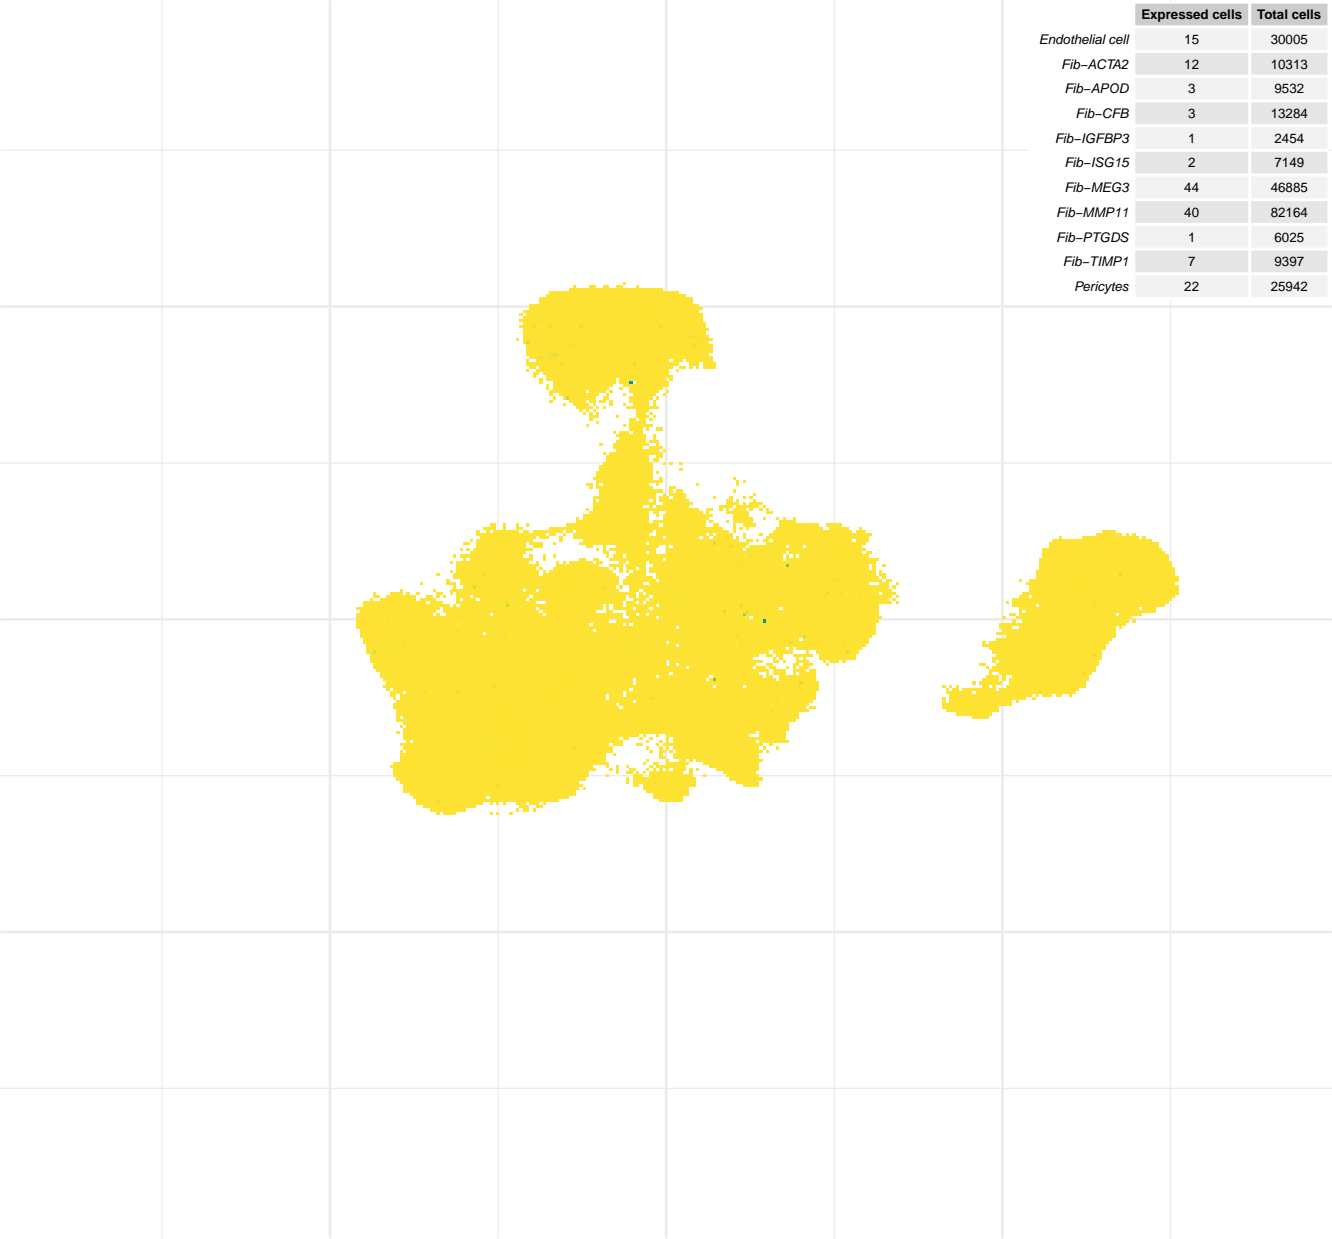 Expressed cells Total cells
Endothelial cell 15 30005
Fib−ACTA2 12 10313
Fib−APOD 3 9532
Fib−CFB 3 13284
Fib−IGFBP3 1 2454
Fib−ISG15 2 7149
Fib−MEG3 44 46885
Fib−MMP11 40 82164
Fib−PTGDS 1 6025
Fib−TIMP1 7 9397
Pericytes 22 25942